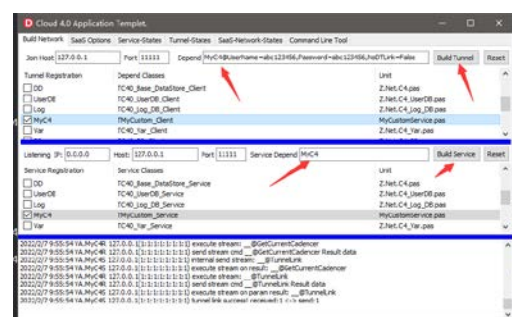 Cloud 4.0 Application Templet.
Build Network SaaS Options Service-States Tunnel-States SaaS-Network-States Command Line Tool
Join Host 127.0.0.1 Port 11111 Depend MyC4@Username=abc123456,Password=abc123456,NoDTLink=False Build Tunnel Reset
Tunnel Registration Depend Classes Unit
DD TC40_Base_DataStore_Client Z.Net.C4.pas
UserDB TC40_UserDB_Client Z.Net.C4_UserDB.pas
Log TC40_Log_DB_Client Z.Net.C4_Log_DB.pas
MyC4 TMyCustom_Client MyCustomService.pas
Var TC40_Var_Client Z.Net.C4_Var.pas
Listening IP: 0.0.0.0 Host: 127.0.0.1 Port 11111 Service Depend MyC4 Build Service Reset
Service Registration Service Classes Unit
DD TC40_Base_DataStore_Service Z.Net.C4.pas
UserDB TC40_UserDB_Service Z.Net.C4_UserDB.pas
Log TC40_Log_DB_Service Z.Net.C4_Log_DB.pas
MyC4 TMyCustom_Service MyCustomService.pas
Var TC40_Var_Service Z.Net.C4_Var.pas
execute stream: __@GetCurrentCadencer
send stream cmd __@GetCurrentCadencer Result data
internal send stream: __@TunnelLink
execute stream on result: __@GetCurrentCadencer
execute stream: __@TunnelLink
send stream cmd __@TunnelLink Result data
execute stream on param result: __@TunnelLink
tunnel link success! received:1 <-> send:1